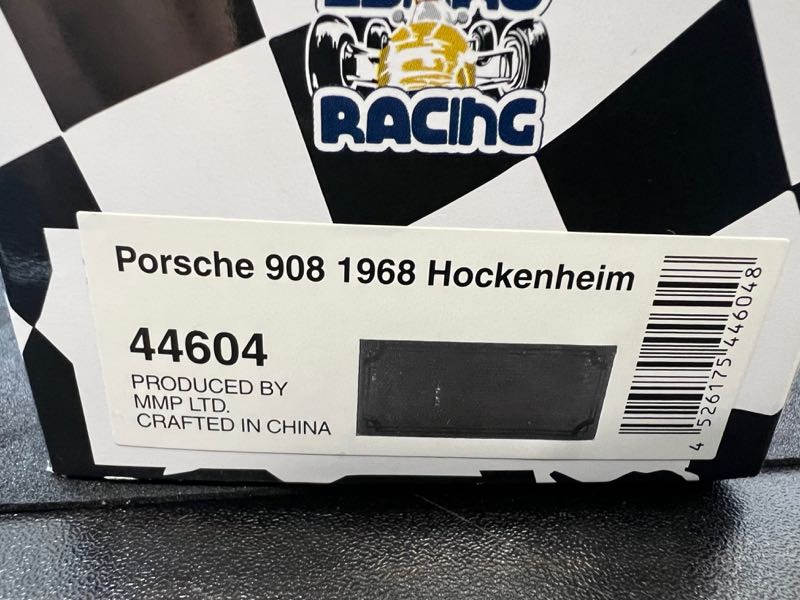 RACING
Porsche 908 1968 Hockenheim
44604
PRODUCED BY
MMP LTD.
CRAFTED IN CHINA
4 526175 446048